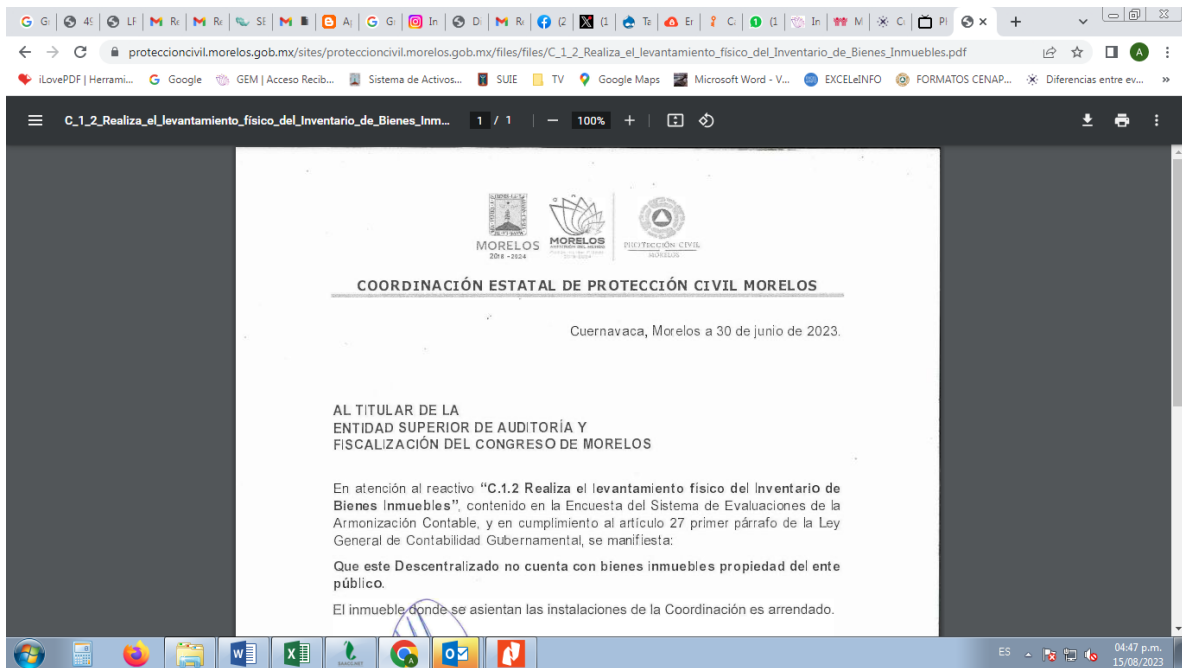 proteccioncivil.morelos.gob.mx/sites/proteccioncivil.morelos.gob.mx/files/files/C_1_2_Realiza_el_levantamiento_físico_del_Inventario_de_Bienes_Inmuebles.pdf
iLovePDF | Herrami... Google GEM | Acceso Recib... Sistema de Activos... SUIE TV Google Maps Microsoft Word - V... EXCELeINFO FORMATOS CENAP... Diferencias entre ev... »
C_1_2_Realiza_el_levantamiento_físico_del_Inventario_de_Bienes_Inm... 1 / 1 | — 100% +
MORELOS
2018 - 2024
MORELOS
PROTECCIÓN CIVIL
MORELOS
COORDINACIÓN ESTATAL DE PROTECCIÓN CIVIL MORELOS
Cuernavaca, Morelos a 30 de junio de 2023.
AL TITULAR DE LA
ENTIDAD SUPERIOR DE AUDITORÍA Y
FISCALIZACIÓN DEL CONGRESO DE MORELOS
En atención al reactivo “C.1.2 Realiza el levantamiento físico del Inventario de
Bienes Inmuebles”, contenido en la Encuesta del Sistema de Evaluaciones de la
Armonización Contable, y en cumplimiento al artículo 27 primer párrafo de la Ley
General de Contabilidad Gubernamental, se manifiesta:
Que este Descentralizado no cuenta con bienes inmuebles propiedad del ente
público.
El inmueble donde se asientan las instalaciones de la Coordinación es arrendado.
ES
04:47 p.m.
15/08/2023